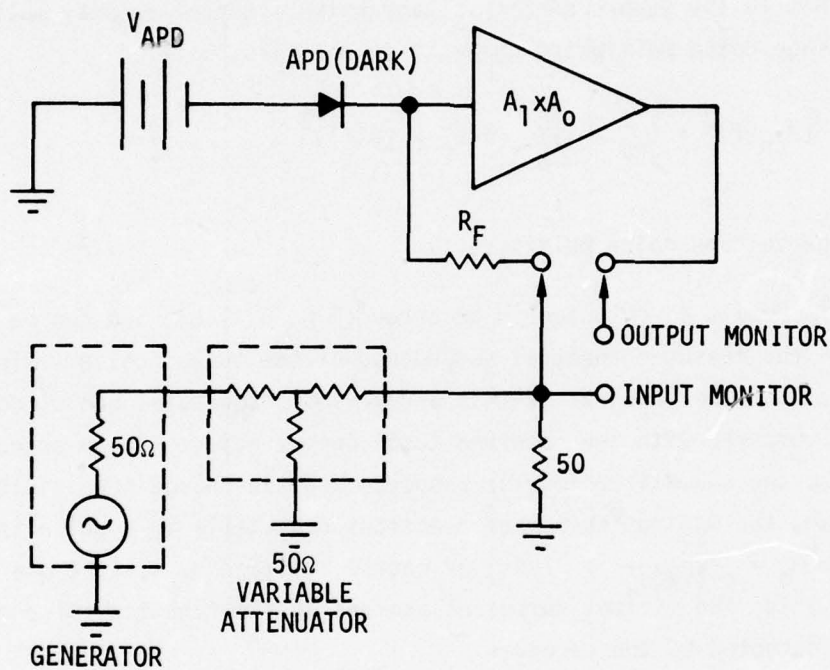 V_APD
APD(DARK)
A_1 x A_0
R_F
OUTPUT MONITOR
INPUT MONITOR
50Ω
50
50Ω
VARIABLE
ATTENUATOR
GENERATOR